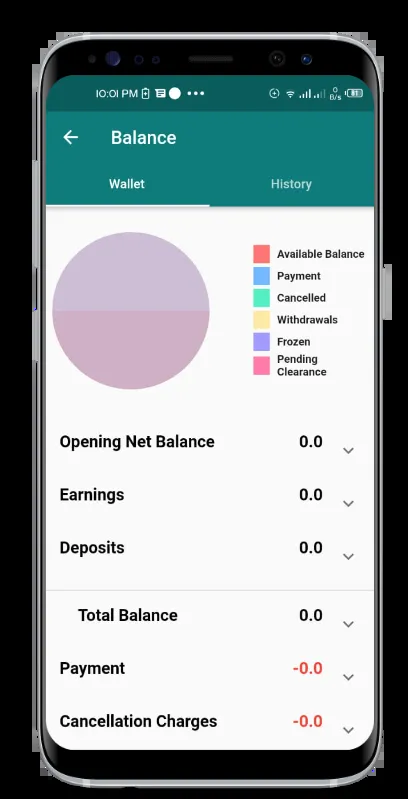 10:01 PM
0
B/s
81
Balance
Wallet
History
Available Balance
Payment
Cancelled
Withdrawals
Frozen
Pending
Clearance
Opening Net Balance 0.0
Earnings 0.0
Deposits 0.0
Total Balance 0.0
Payment -0.0
Cancellation Charges -0.0